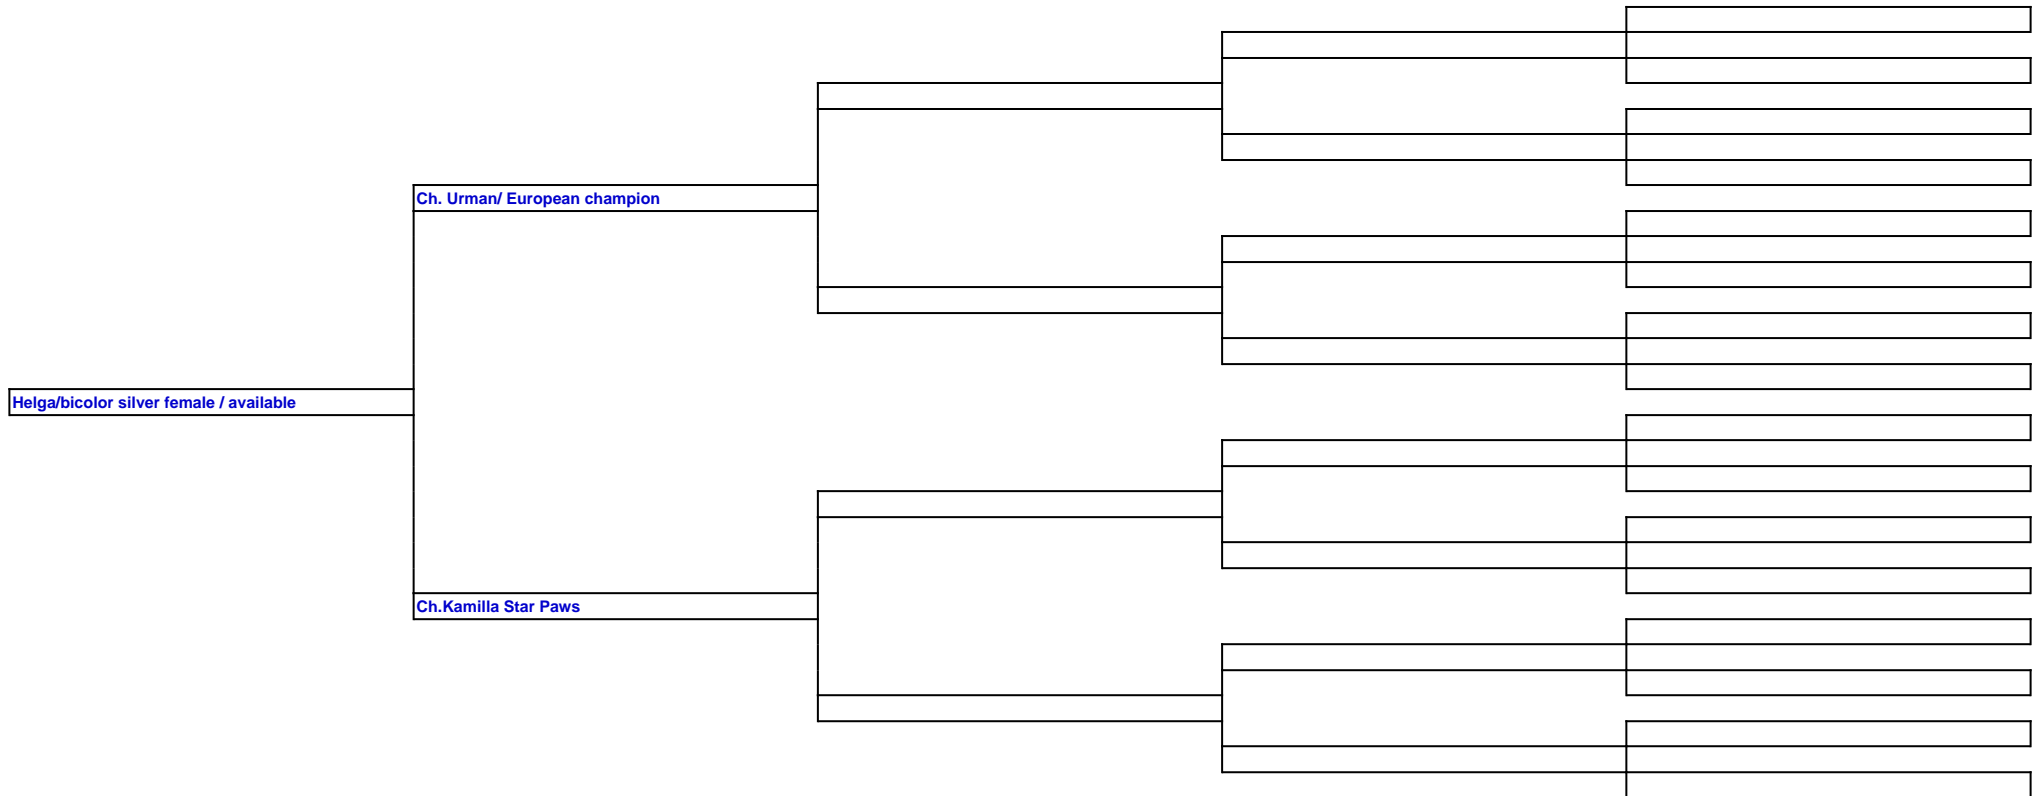 Ch. Urman/ European champion
Helga/bicolor silver female / available
Ch.Kamilla Star Paws